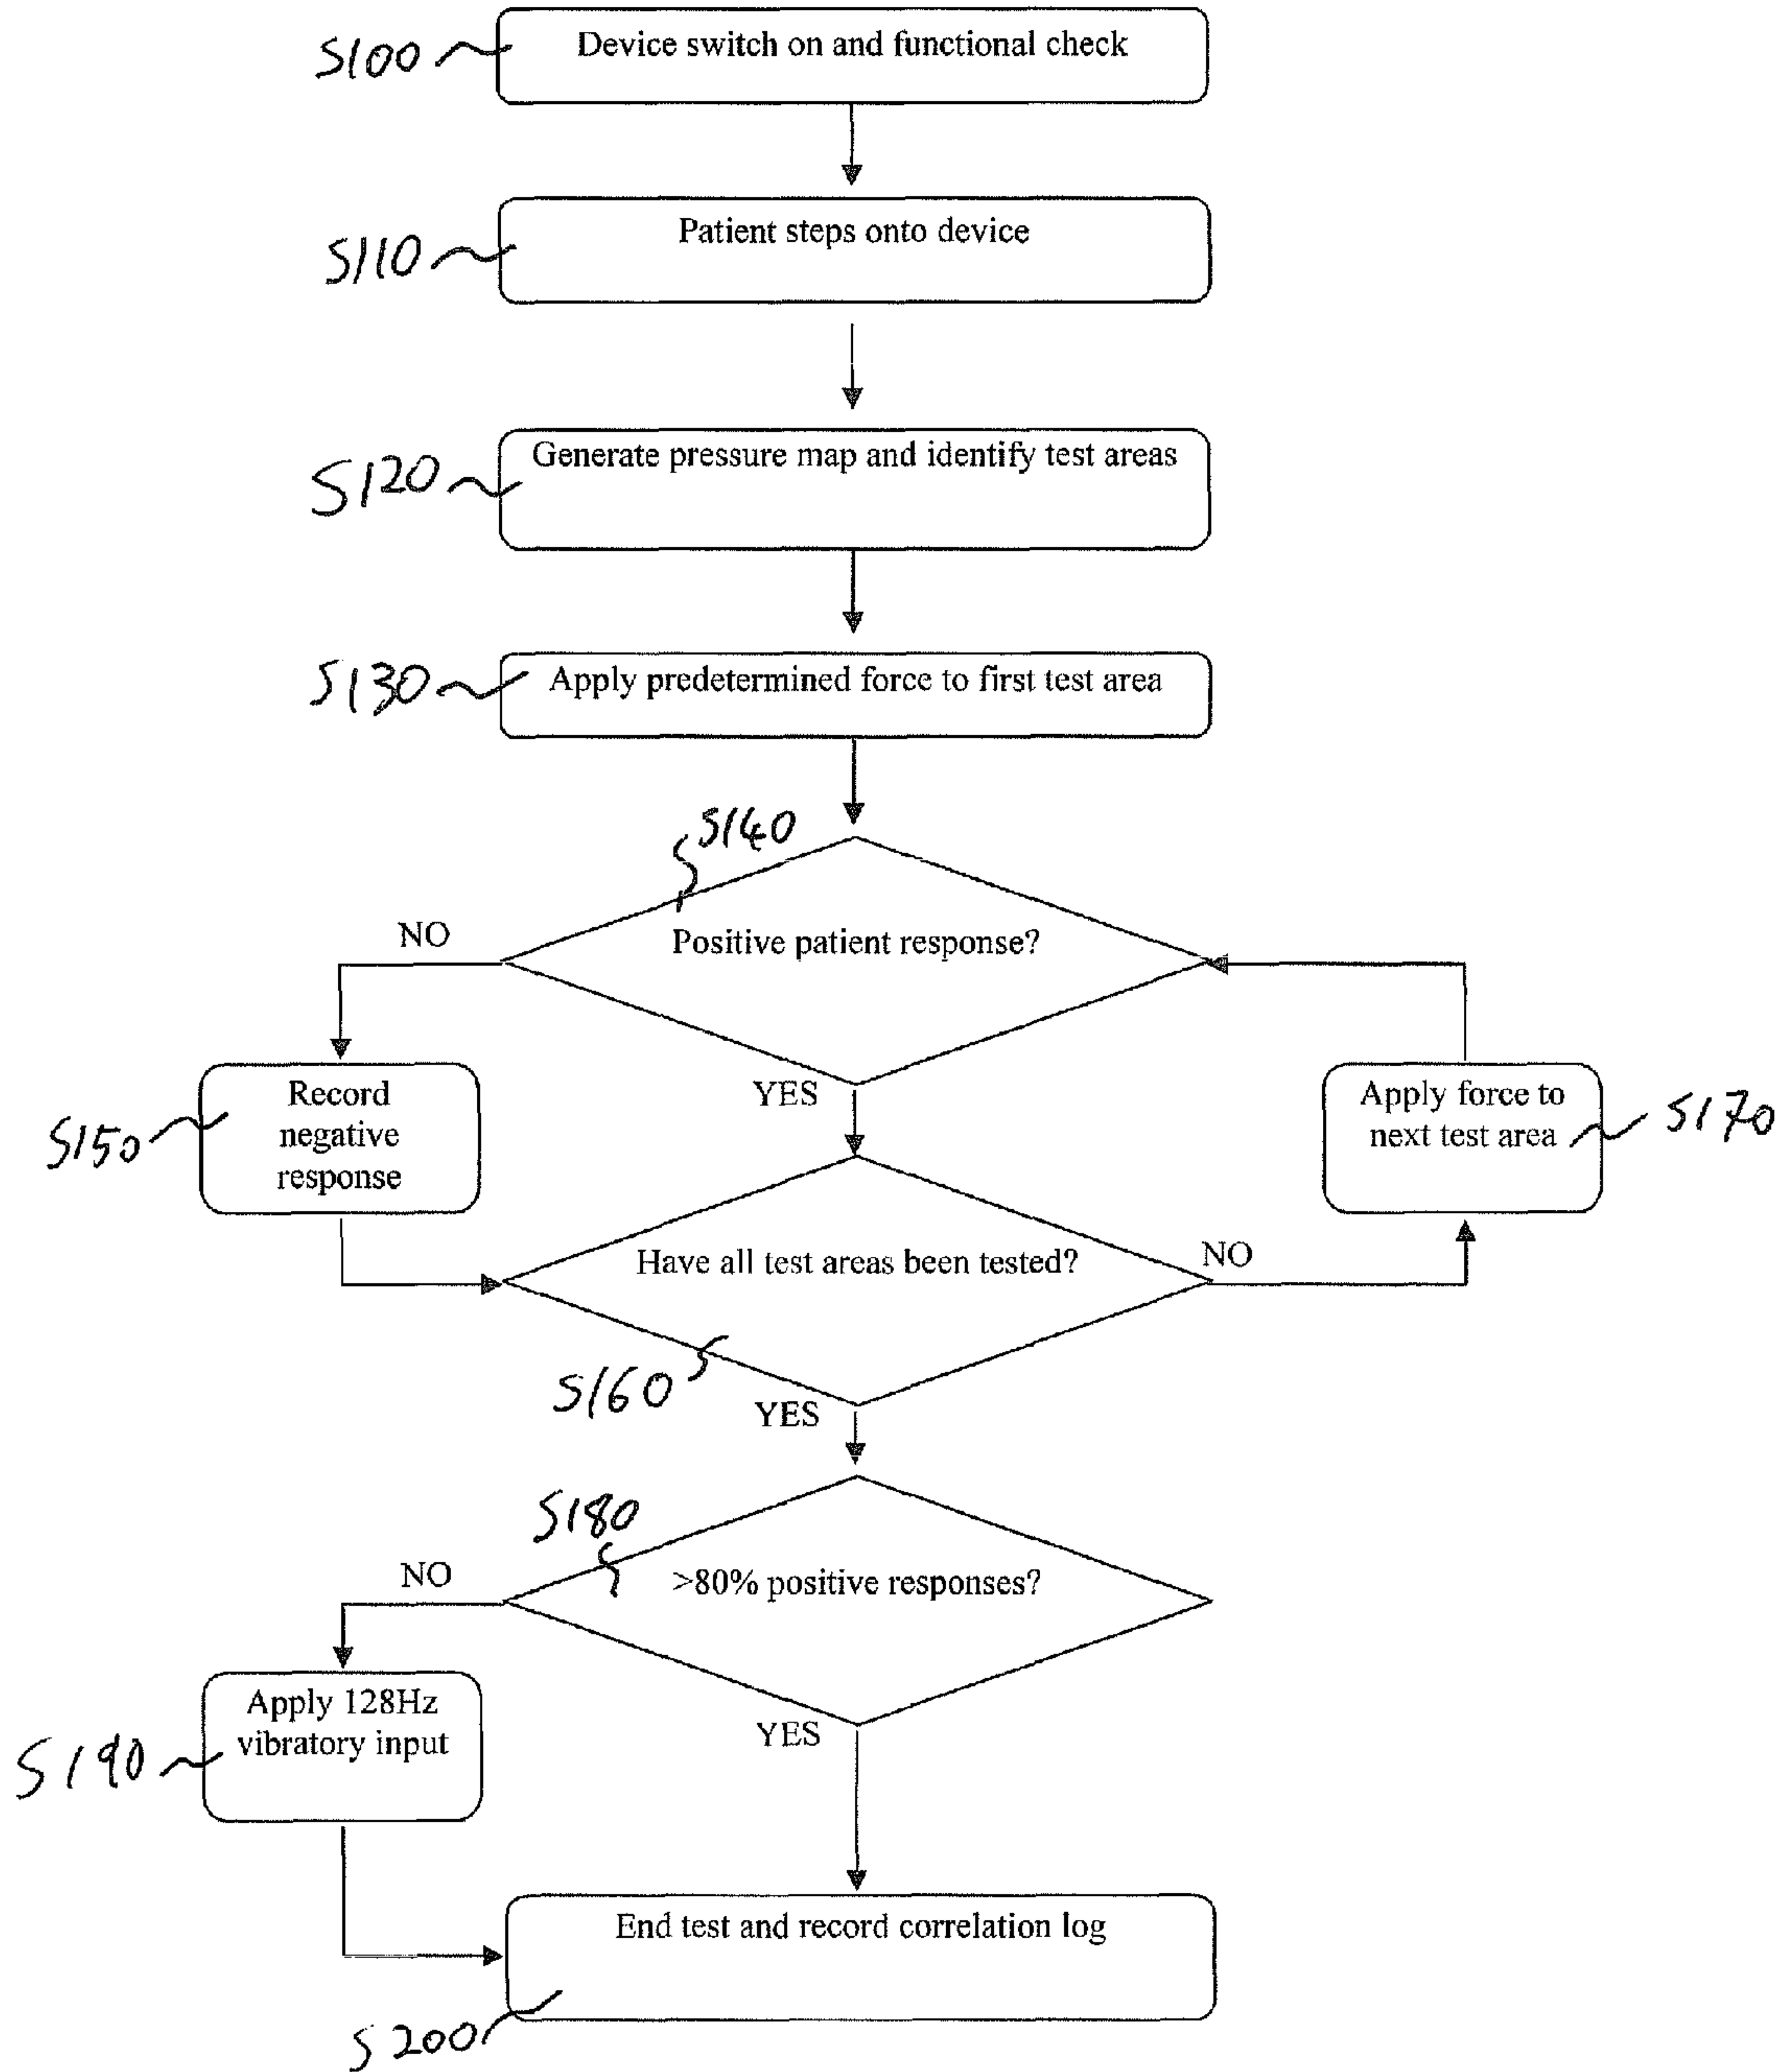 S100
Device switch on and functional check
S110
Patient steps onto device
S120
Generate pressure map and identify test areas
S130
Apply predetermined force to first test area
S140
NO
Positive patient response?
YES
S150
Record
negative
response
Apply force to
next test area
S170
Have all test areas been tested?
NO
S160
YES
S180
NO
>80% positive responses?
YES
S190
Apply 128Hz
vibratory input
End test and record correlation log
S200